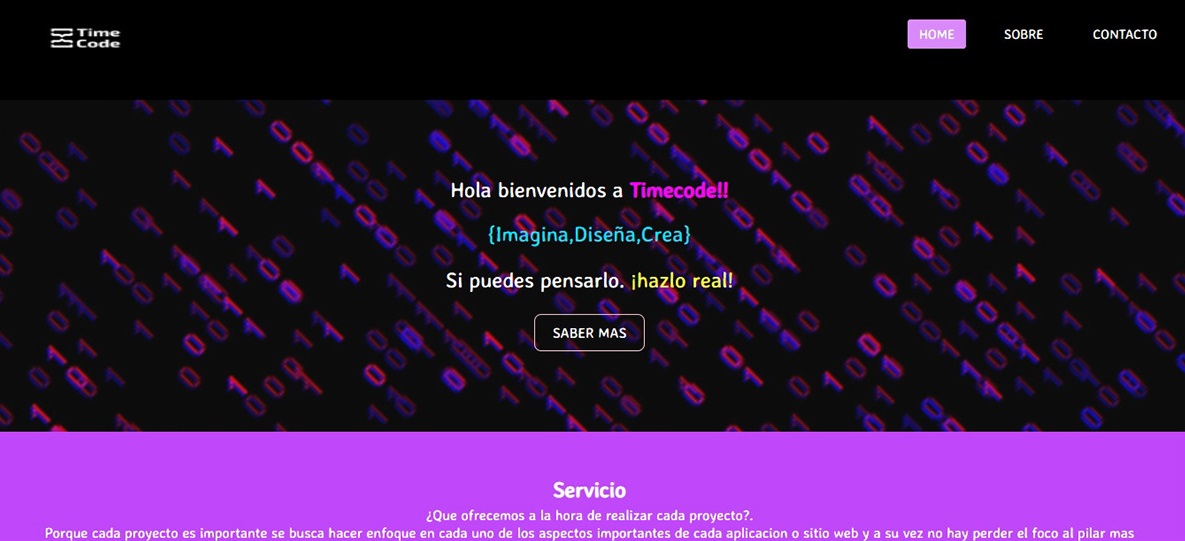 Time
Code
HOME
SOBRE
CONTACTO
Hola bienvenidos a Timecode!!
{Imagina,Diseña,Crea}
Si puedes pensarlo. ¡hazlo real!
SABER MAS
Servicio
¿Que ofrecemos a la hora de realizar cada proyecto?.
Porque cada proyecto es importante se busca hacer enfoque en cada uno de los aspectos importantes de cada aplicacion o sitio web y a su vez no hay perder el foco al pilar mas